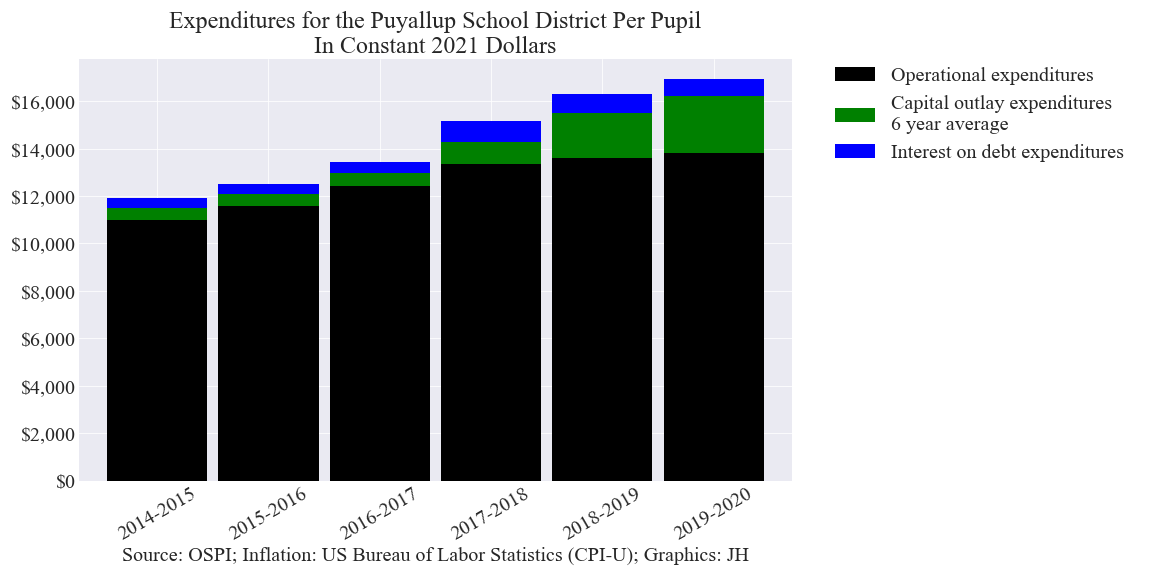 Expenditures for the Puyallup School District Per Pupil
In Constant 2021 Dollars
Operational expenditures
Capital outlay expenditures
6 year average
Interest on debt expenditures
$16,000
$14,000
$12,000
$10,000
$8,000
$6,000
$4,000
$2,000
$0
2014-2015
2015-2016
2016-2017
2017-2018
2018-2019
2019-2020
Source: OSPI; Inflation: US Bureau of Labor Statistics (CPI-U); Graphics: JH